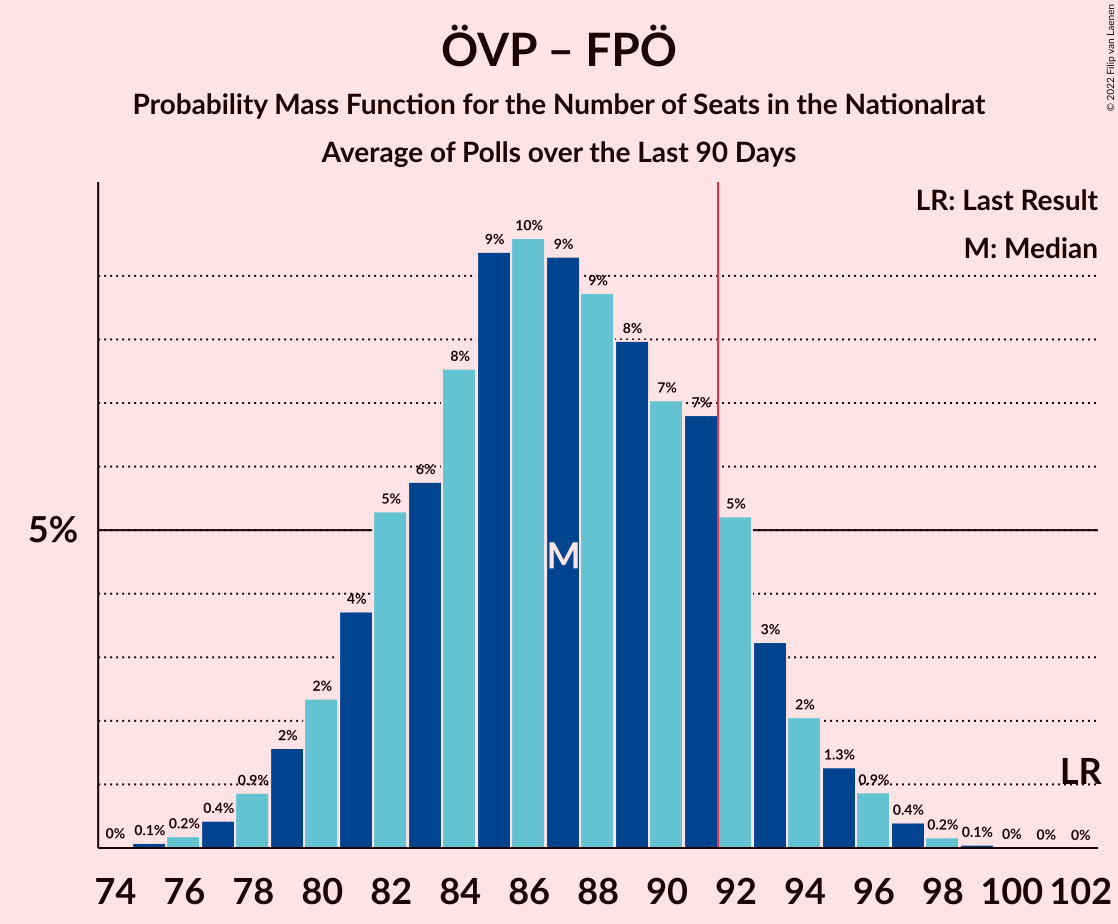 ÖVP – FPÖ
Probability Mass Function for the Number of Seats in the Nationalrat
Average of Polls over the Last 90 Days
© 2022 Filip van Laenen
LR: Last Result
M: Median
5%
0% 0.1% 0.2% 0.4% 0.9% 2% 2% 4% 5% 6% 8% 9% 10% 9% 9% 8% 7% 7% 5% 3% 2% 1.3% 0.9% 0.4% 0.2% 0.1% 0% 0% 0%
M
LR
74 76 78 80 82 84 86 88 90 92 94 96 98 100 102